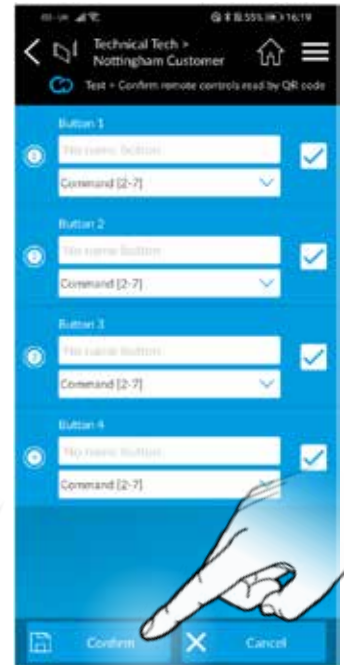 55% 16:19
Technical Tech >
Nottingham Customer
Test > Confirm remote controls read by QR code
Button 1
No name button
Command [2-7]
Button 2
No name button
Command [2-7]
Button 3
No name button
Command [2-7]
Button 4
No name button
Command [2-7]
Confirm
Cancel